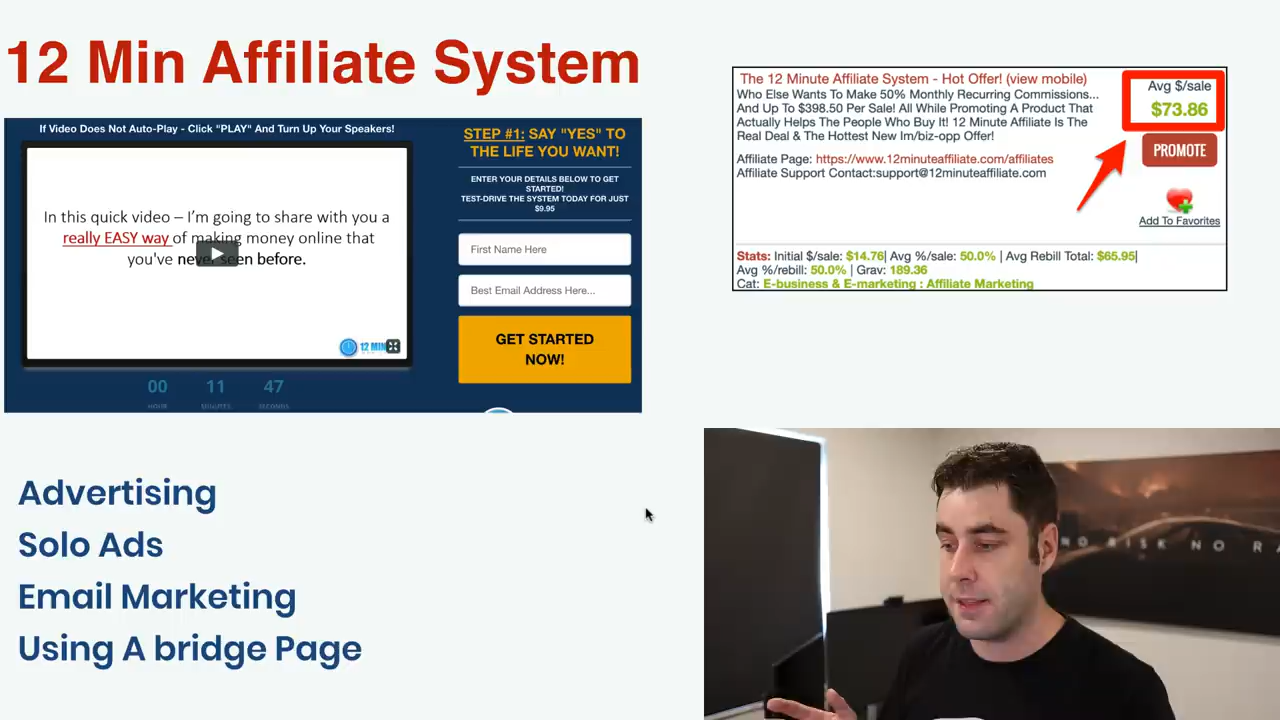 12 Min Affiliate System
If Video Does Not Auto-Play - Click "PLAY" And Turn Up Your Speakers!
In this quick video – I'm going to share with you a
really EASY way of making money online that
you've never seen before.
12 MIN
00 11 47
HOUR MINUTES SECONDS
STEP #1: SAY "YES" TO
THE LIFE YOU WANT!
ENTER YOUR DETAILS BELOW TO GET
STARTED!
TEST-DRIVE THE SYSTEM TODAY FOR JUST
$9.95
First Name Here
Best Email Address Here...
GET STARTED
NOW!
The 12 Minute Affiliate System - Hot Offer! (view mobile)
Who Else Wants To Make 50% Monthly Recurring Commissions...
And Up To $398.50 Per Sale! All While Promoting A Product That
Actually Helps The People Who Buy It! 12 Minute Affiliate Is The
Real Deal & The Hottest New Im/biz-opp Offer!
Affiliate Page: https://www.12minuteaffiliate.com/affiliates
Affiliate Support Contact:support@12minuteaffiliate.com
Avg $/sale
$73.86
PROMOTE
Add To Favorites
Stats: Initial $/sale: $14.76| Avg %/sale: 50.0% | Avg Rebill Total: $65.95|
Avg %/rebill: 50.0% | Grav: 189.36
Cat: E-business & E-marketing : Affiliate Marketing
Advertising
Solo Ads
Email Marketing
Using A bridge Page
RISK NO